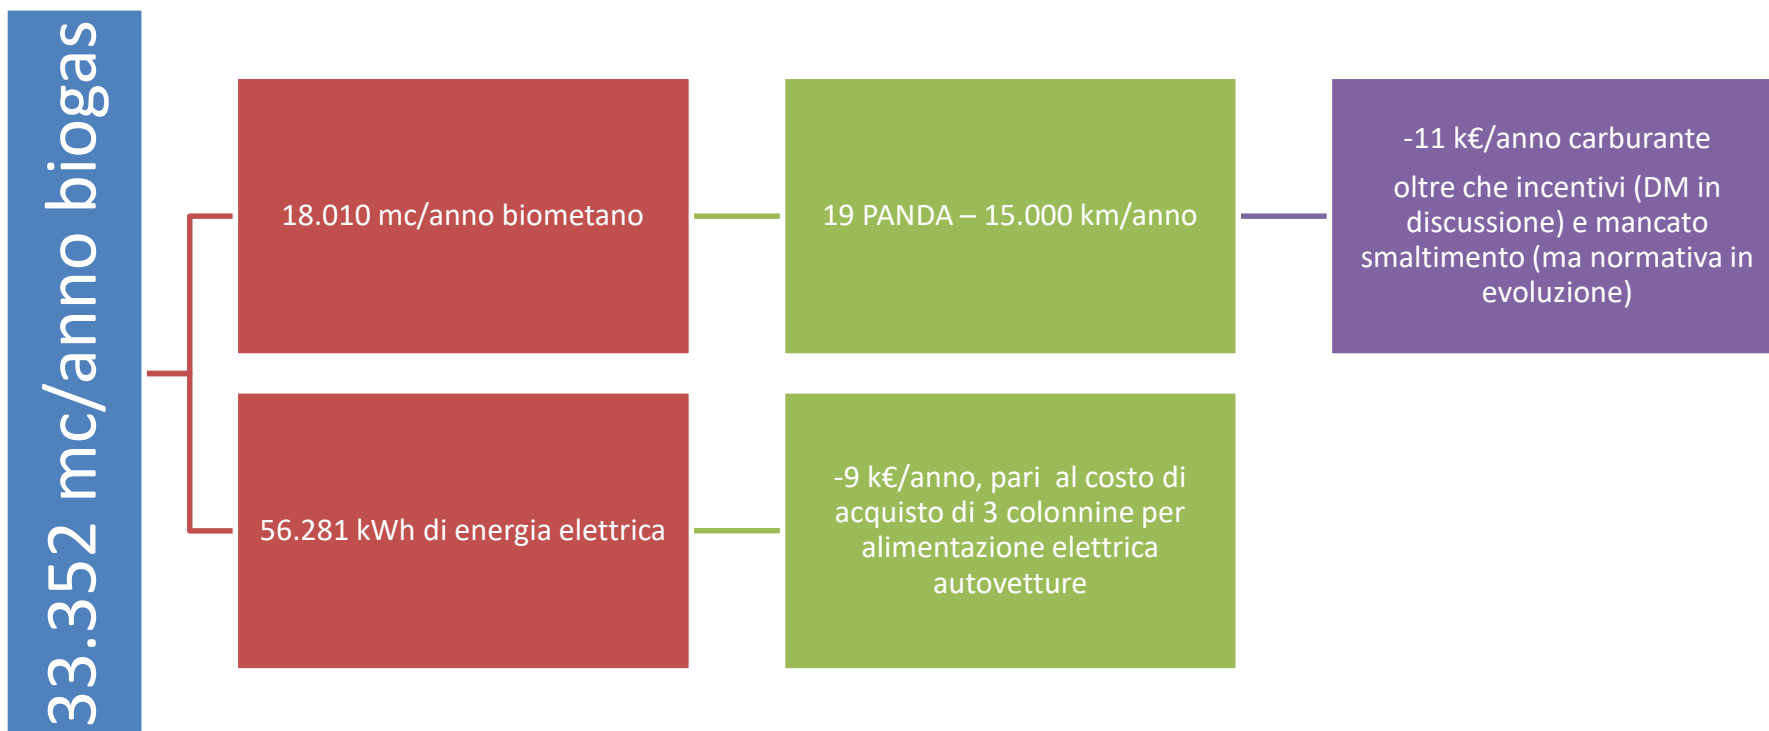 33.352 mc/anno biogas
18.010 mc/anno biometano
19 PANDA – 15.000 km/anno
-11 k€/anno carburante
oltre che incentivi (DM in
discussione) e mancato
smaltimento (ma normativa in
evoluzione)
56.281 kWh di energia elettrica
-9 k€/anno, pari  al costo di
acquisto di 3 colonnine per
alimentazione elettrica
autovetture